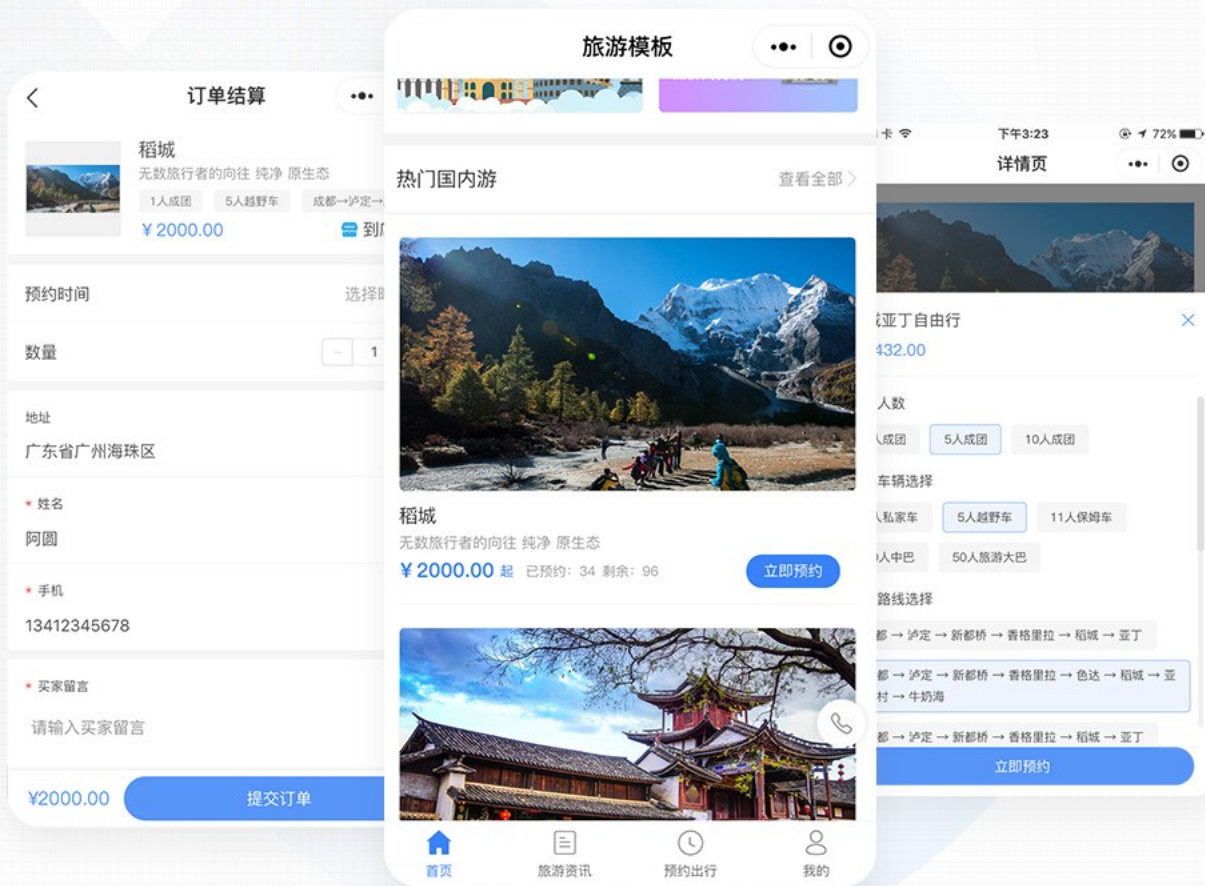 订单结算
稻城
无数旅行者的向往 纯净 原生态
1人成团 5人越野车 成都→泸定→
¥2000.00
预约时间
数量
1
地址
广东省广州海珠区
* 姓名
阿圆
* 手机
13412345678
* 买家留言
请输入买家留言
¥2000.00 提交订单
旅游模板
热门国内游 查看全部
稻城
无数旅行者的向往 纯净 原生态
¥2000.00 起 已预约: 34 剩余: 96 立即预约
首页 旅游资讯 预约出行 我的
卡 下午3:23 72%
详情页
亚丁自由行
432.00
人数
人成团 5人成团 10人成团
车辆选择
人私家车 5人越野车 11人保姆车
人中巴 50人旅游大巴
路线选择
都 → 泸定 → 新都桥 → 香格里拉 → 稻城 → 亚丁
都 → 泸定 → 新都桥 → 香格里拉 → 色达 → 稻城 → 亚
村 → 牛奶海
都 → 泸定 → 新都桥 → 香格里拉 → 稻城 → 亚丁
立即预约